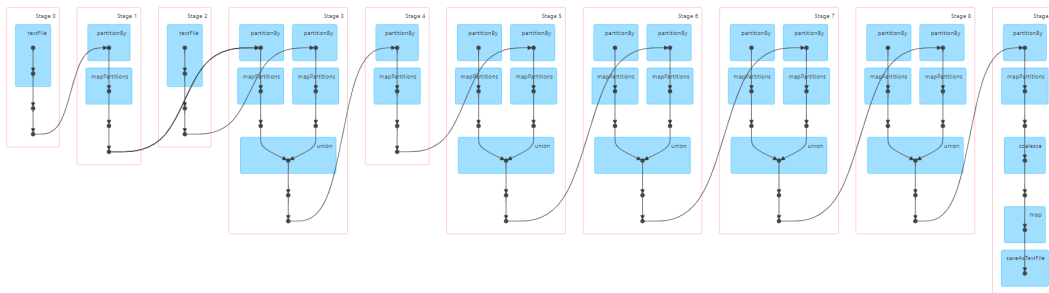 Stage 0
textFile
Stage 1
partitionBy
mapPartitions
Stage 2
textFile
Stage 3
partitionBy
partitionBy
mapPartitions
mapPartitions
union
Stage 4
partitionBy
mapPartitions
Stage 5
partitionBy
partitionBy
mapPartitions
mapPartitions
union
Stage 6
partitionBy
partitionBy
mapPartitions
mapPartitions
union
Stage 7
partitionBy
partitionBy
mapPartitions
mapPartitions
union
Stage 8
partitionBy
partitionBy
mapPartitions
mapPartitions
union
Stage
partitionBy
mapPartitions
coalesce
map
saveAsTextFile